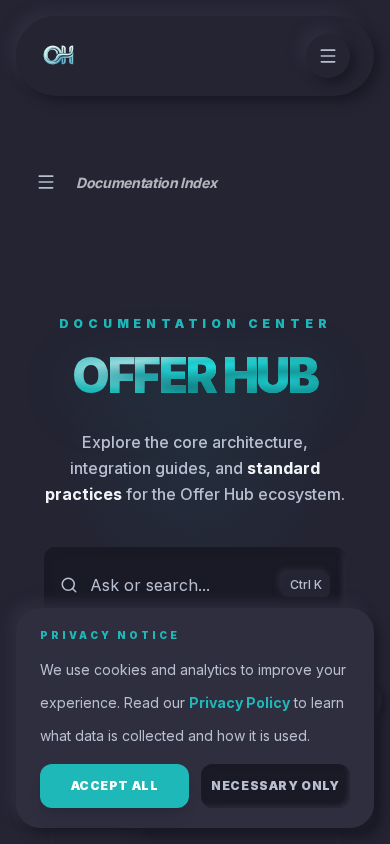 OH
Documentation Index
DOCUMENTATION CENTER
OFFER HUB
Explore the core architecture,
integration guides, and standard
practices for the Offer Hub ecosystem.
Ask or search...
Ctrl K
PRIVACY NOTICE
We use cookies and analytics to improve your
experience. Read our Privacy Policy to learn
what data is collected and how it is used.
ACCEPT ALL
NECESSARY ONLY